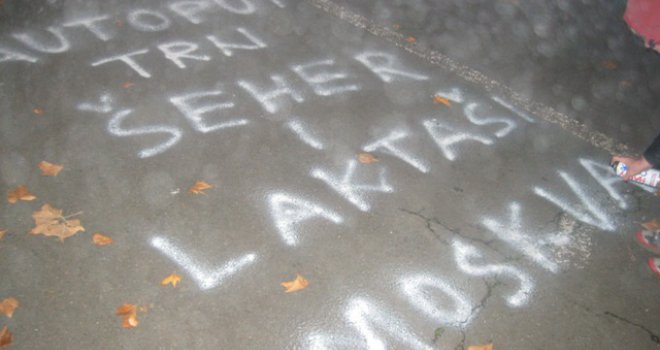 AUTOPUT
TRN
ŠEHER
I
LAKTAŠI
MOSKVA